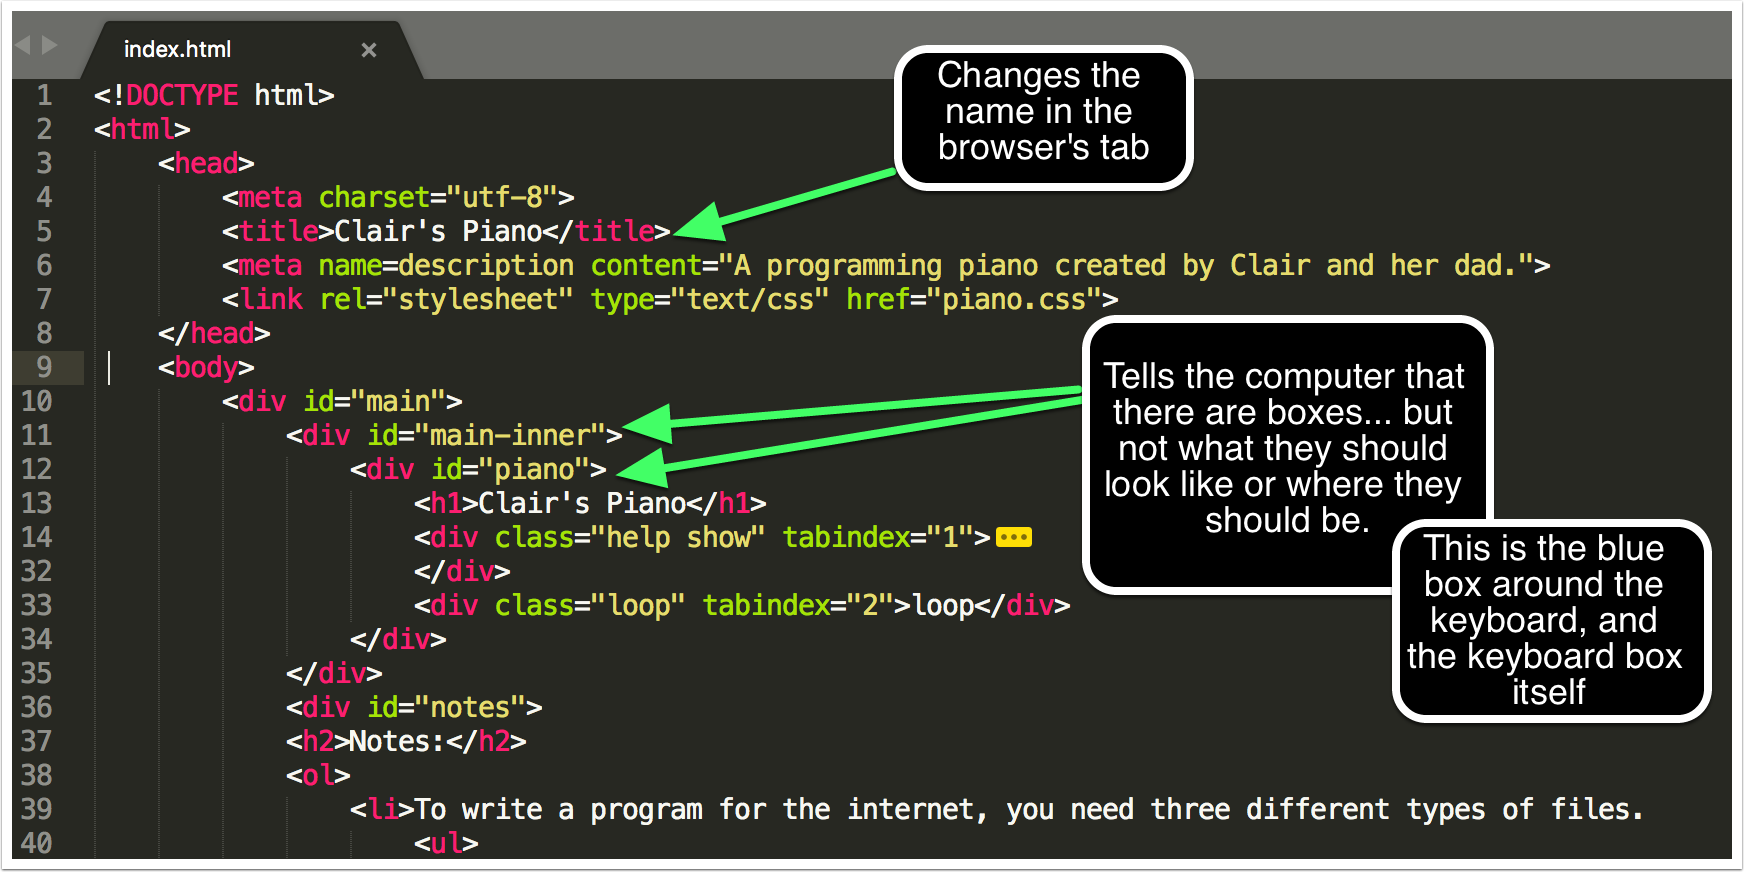 index.html ×
1 <!DOCTYPE html>
2 <html>
3 <head>
4 <meta charset="utf-8">
5 <title>Clair's Piano</title>
6 <meta name=description content="A programming piano created by Clair and her dad.">
7 <link rel="stylesheet" type="text/css" href="piano.css">
8 </head>
9 <body>
10 <div id="main">
11 <div id="main-inner">
12 <div id="piano">
13 <h1>Clair's Piano</h1>
14 <div class="help show" tabindex="1">
32 </div>
33 <div class="loop" tabindex="2">loop</div>
34 </div>
35 </div>
36 <div id="notes">
37 <h2>Notes:</h2>
38 <ol>
39 <li>To write a program for the internet, you need three different types of files.
40 <ul>
Changes the
name in the
browser's tab
Tells the computer that
there are boxes... but
not what they should
look like or where they
should be.
This is the blue
box around the
keyboard, and
the keyboard box
itself